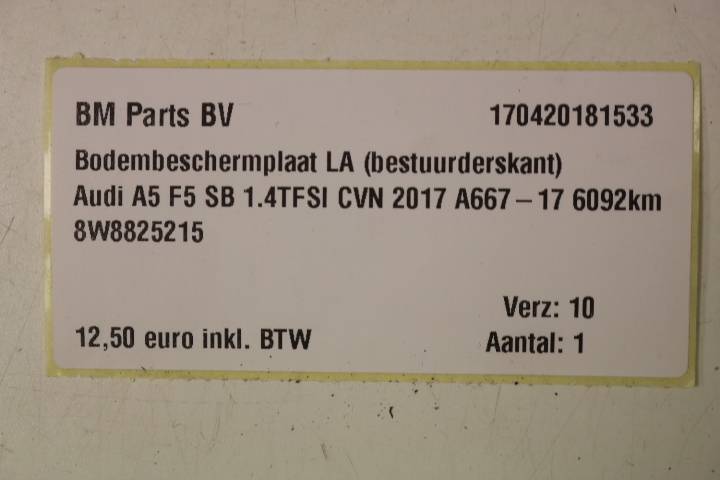 BM Parts BV 170420181533
Bodembeschermplaat LA (bestuurderskant)
Audi A5 F5 SB 1.4TFSI CVN 2017 A667 – 17 6092km
8W8825215
Verz: 10
12,50 euro inkl. BTW Aantal: 1